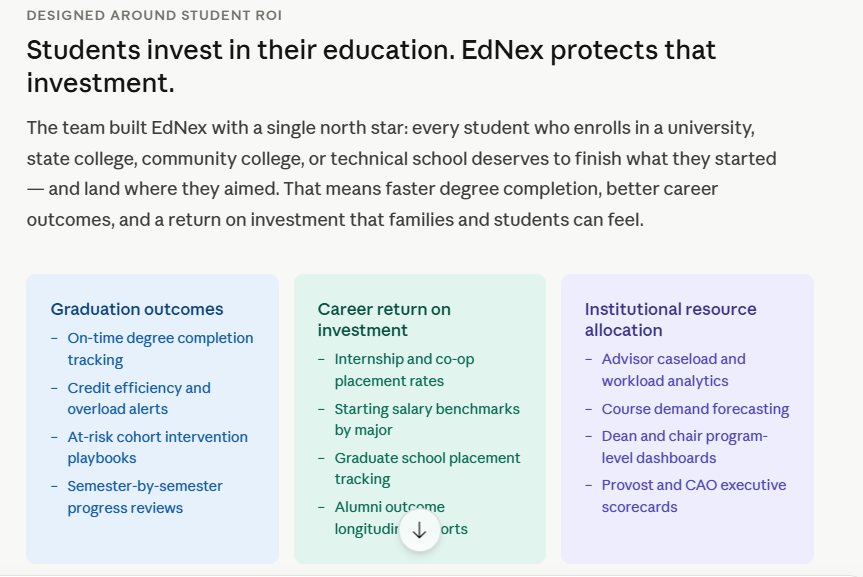 DESIGNED AROUND STUDENT ROI
Students invest in their education. EdNex protects that
investment.
The team built EdNex with a single north star: every student who enrolls in a university,
state college, community college, or technical school deserves to finish what they started
— and land where they aimed. That means faster degree completion, better career
outcomes, and a return on investment that families and students can feel.
Graduation outcomes
– On-time degree completion
tracking
– Credit efficiency and
overload alerts
– At-risk cohort intervention
playbooks
– Semester-by-semester
progress reviews
Career return on
investment
– Internship and co-op
placement rates
– Starting salary benchmarks
by major
– Graduate school placement
tracking
– Alumni outcome
Institutional resource
allocation
– Advisor caseload and
workload analytics
– Course demand forecasting
– Dean and chair program-
level dashboards
– Provost and CAO executive
scorecards